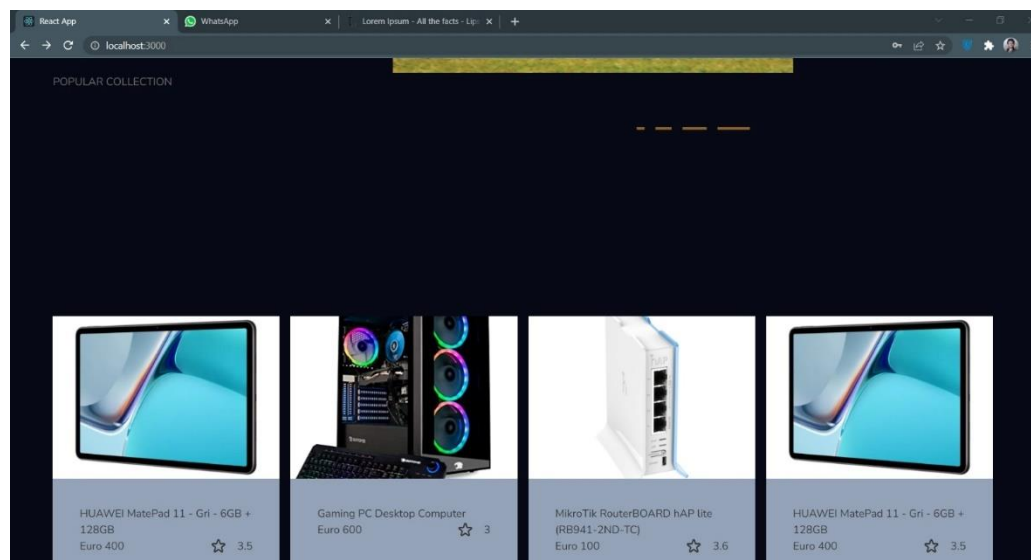 React App
WhatsApp
Lorem Ipsum - All the facts - Lip
localhost:3000
POPULAR COLLECTION
hAP
HUAWEI MatePad 11 - Gri - 6GB +
128GB
Euro 400
3.5
Gaming PC Desktop Computer
Euro 600
3
MikroTik RouterBOARD hAP lite
(RB941-2ND-TC)
Euro 100
3.6
HUAWEI MatePad 11 - Gri - 6GB +
128GB
Euro 400
3.5